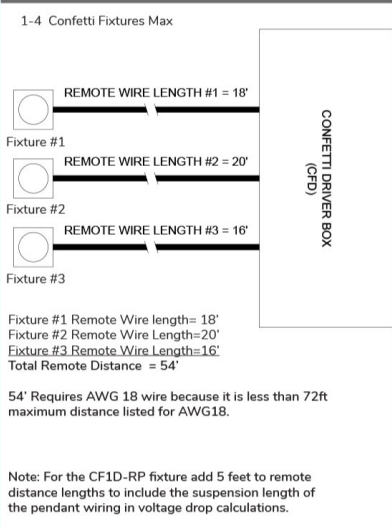 1-4 Confetti Fixtures Max
REMOTE WIRE LENGTH #1 = 18'
Fixture #1
REMOTE WIRE LENGTH #2 = 20'
Fixture #2
REMOTE WIRE LENGTH #3 = 16'
Fixture #3
CONFETTI DRIVER BOX
(CFD)
Fixture #1 Remote Wire length= 18'
Fixture #2 Remote Wire Length=20'
Fixture #3 Remote Wire Length=16'
Total Remote Distance = 54'
54' Requires AWG 18 wire because it is less than 72ft
maximum distance listed for AWG18.
Note: For the CF1D-RP fixture add 5 feet to remote
distance lengths to include the suspension length of
the pendant wiring in voltage drop calculations.